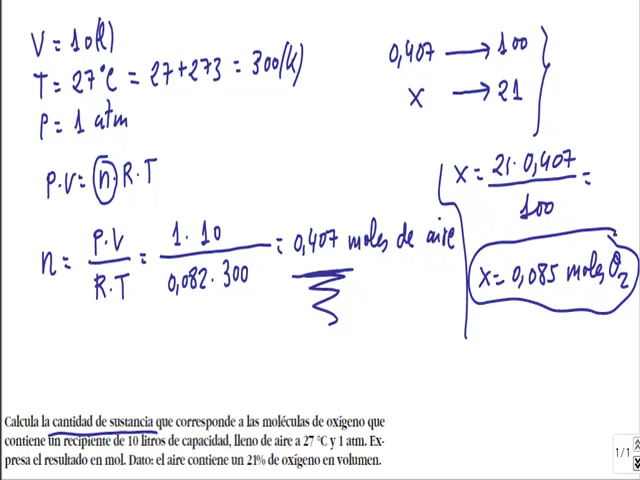 V = 10(l)
T = 27°C = 27+273 = 300(K)
P = 1 atm
P.V = n.R.T
n = P.V / R.T = 1.10 / 0,082.300 = 0,407 moles de aire
0,407 → 100
x → 21
x = 21.0,407 / 100 =
x = 0,085 moles O2
Calcula la cantidad de sustancia que corresponde a las moléculas de oxígeno que
contiene un recipiente de 10 litros de capacidad, lleno de aire a 27 °C y 1 atm. Ex-
presa el resultado en mol. Dato: el aire contiene un 21% de oxígeno en volumen.
1/1